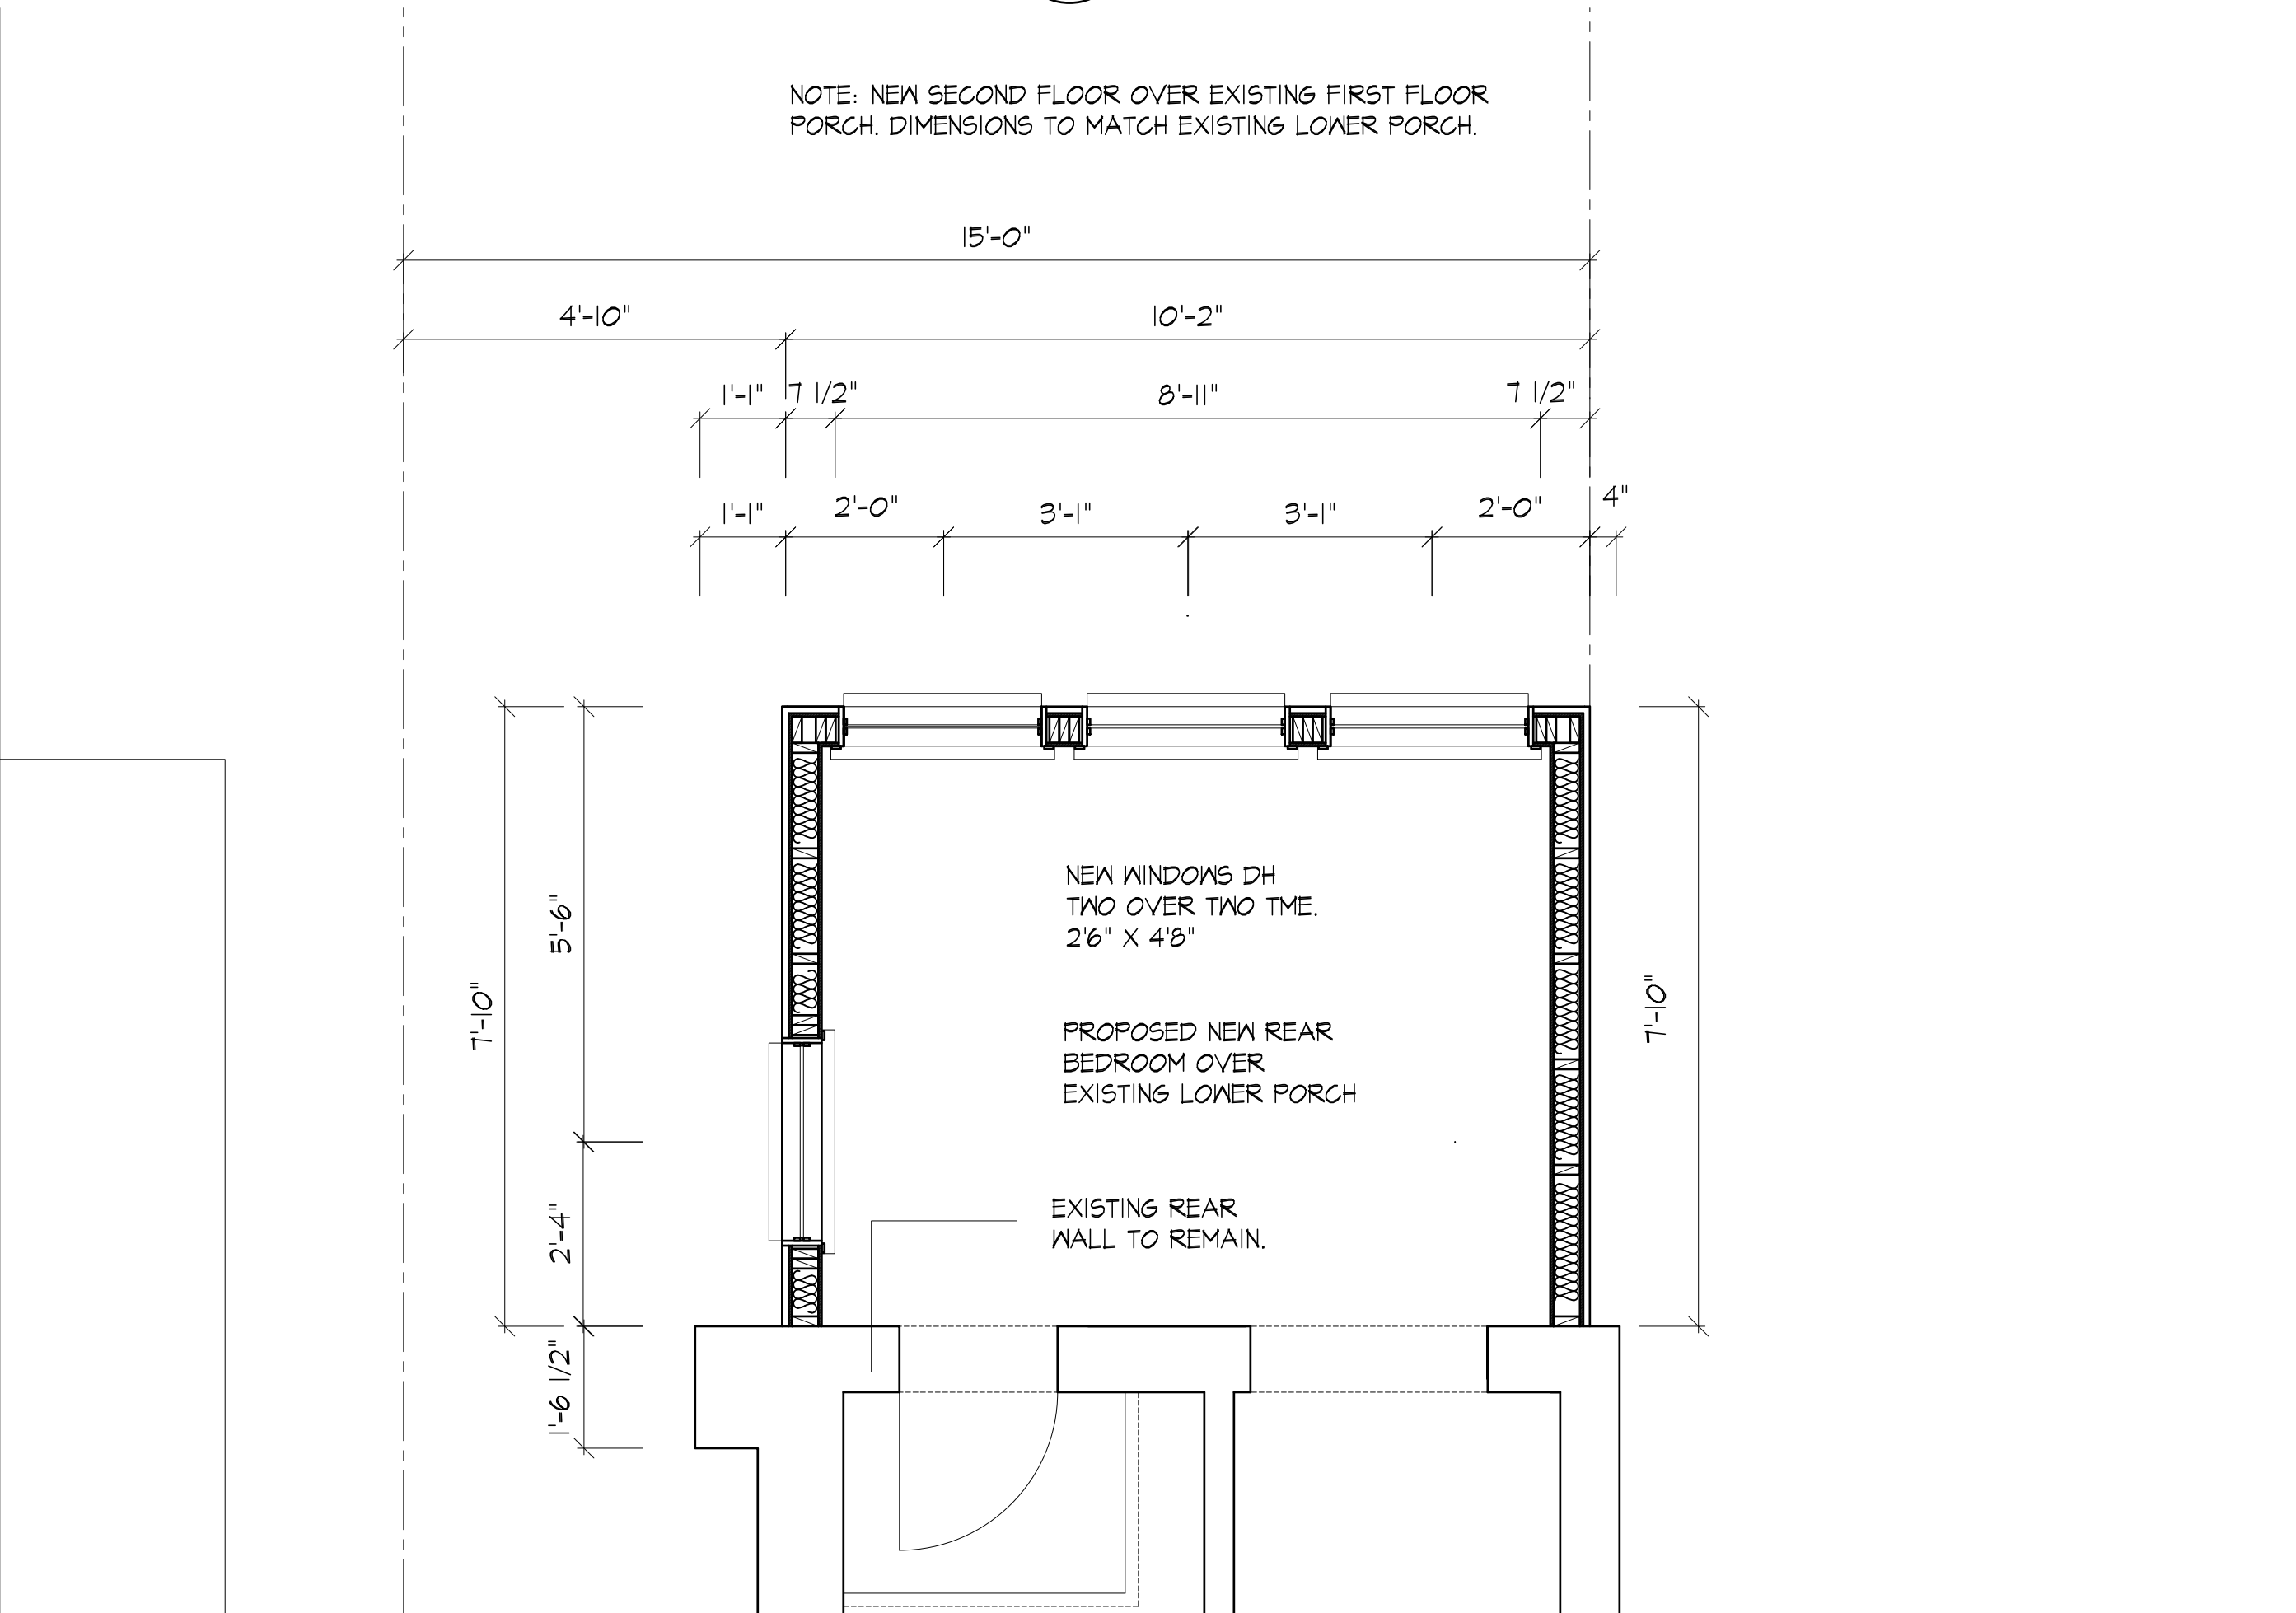 NOTE: NEW SECOND FLOOR OVER EXISTING FIRST FLOOR
PORCH. DIMENSIONS TO MATCH EXISTING LOWER PORCH.
15'-0"
4'-10"
10'-2"
1'-1"
7 1/2"
8'-11"
7 1/2"
1'-1"
2'-0"
3'-1"
3'-1"
2'-0"
4"
NEW WINDOWS DH
TWO OVER TWO TME.
2'6" X 4'8"
5'-6"
7'-10"
7'-10"
PROPOSED NEW REAR
BEDROOM OVER
EXISTING LOWER PORCH
2'-4"
EXISTING REAR
WALL TO REMAIN.
1'-6 1/2"